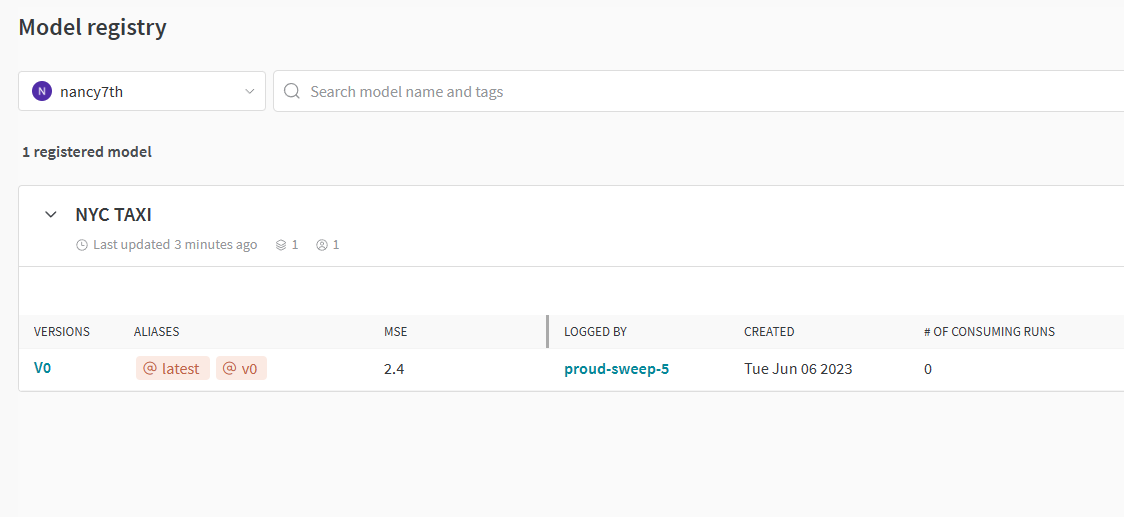 Model registry
N nancy7th
Search model name and tags
1 registered model
NYC TAXI
Last updated 3 minutes ago 1 1
VERSIONS ALIASES MSE LOGGED BY CREATED # OF CONSUMING RUNS
V0 @ latest @ v0 2.4 proud-sweep-5 Tue Jun 06 2023 0